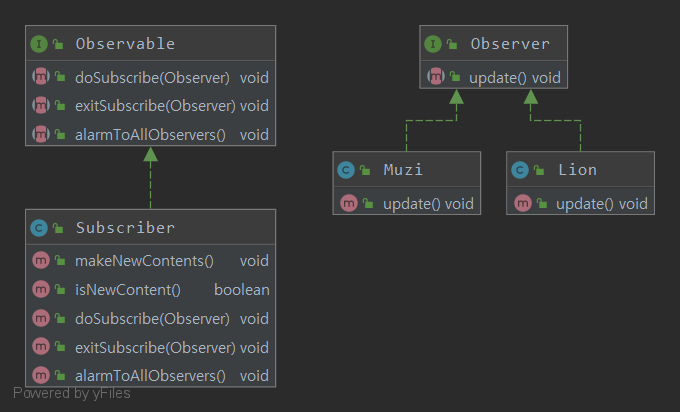 I Observable
m doSubscribe(Observer) void
m exitSubscribe(Observer) void
m alarmToAllObservers() void
C Subscriber
m makeNewContents() void
m isNewContent() boolean
m doSubscribe(Observer) void
m exitSubscribe(Observer) void
m alarmToAllObservers() void
I Observer
m update() void
C Muzi
m update() void
C Lion
m update() void
Powered by yFiles